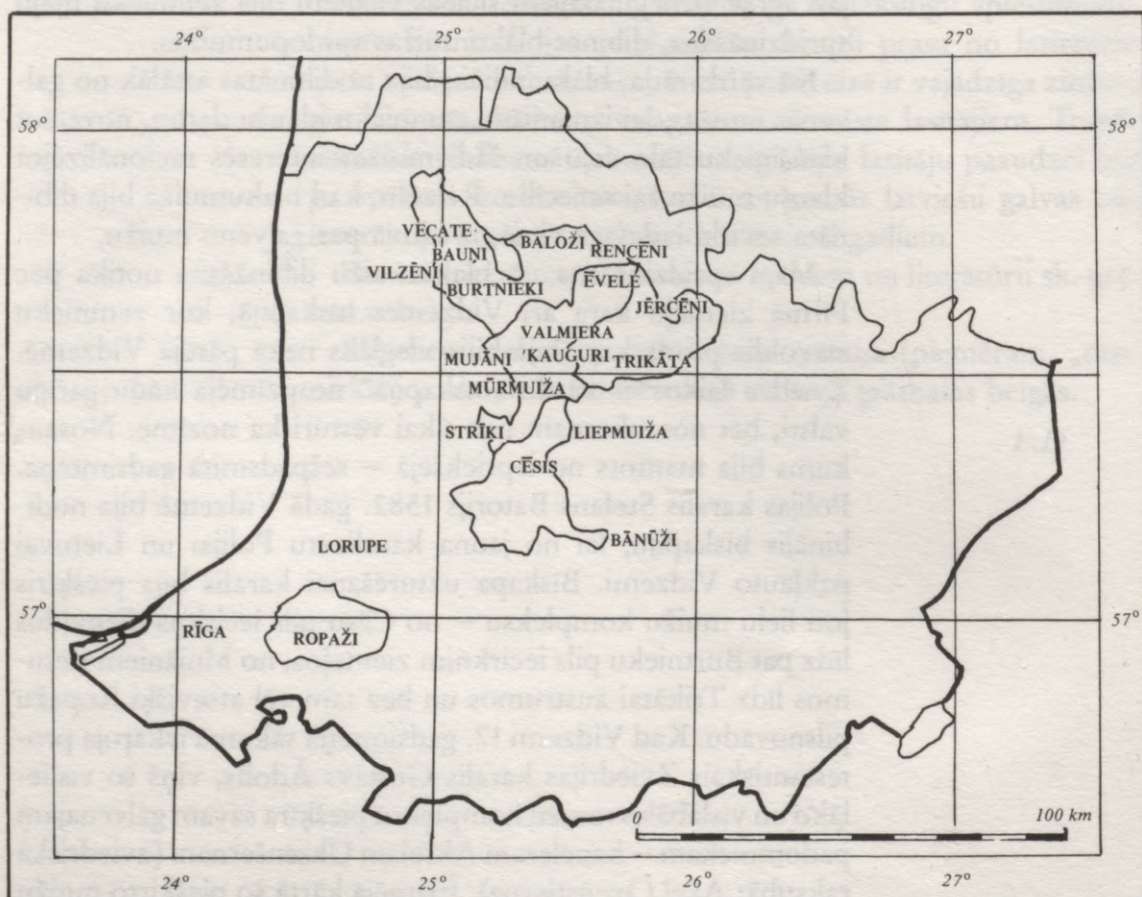 24° 25° 26° 27°
58° 58°
VĒCATE
BAUŅI BALOŽI RENCĒNI
VILZĒNI ĒVELE
BURTNIEKI
JĒRCĒNI
VALMIERA
MUJĀNI KAUGURI TRIKĀTA
MŪRMUIŽA
STRĪĶI LIEPMUIŽA
CĒSIS
BĀNŪŽI
LORUPE
57° 57°
RĪGA ROPAŽI
0 100 km
24° 25° 26° 27°